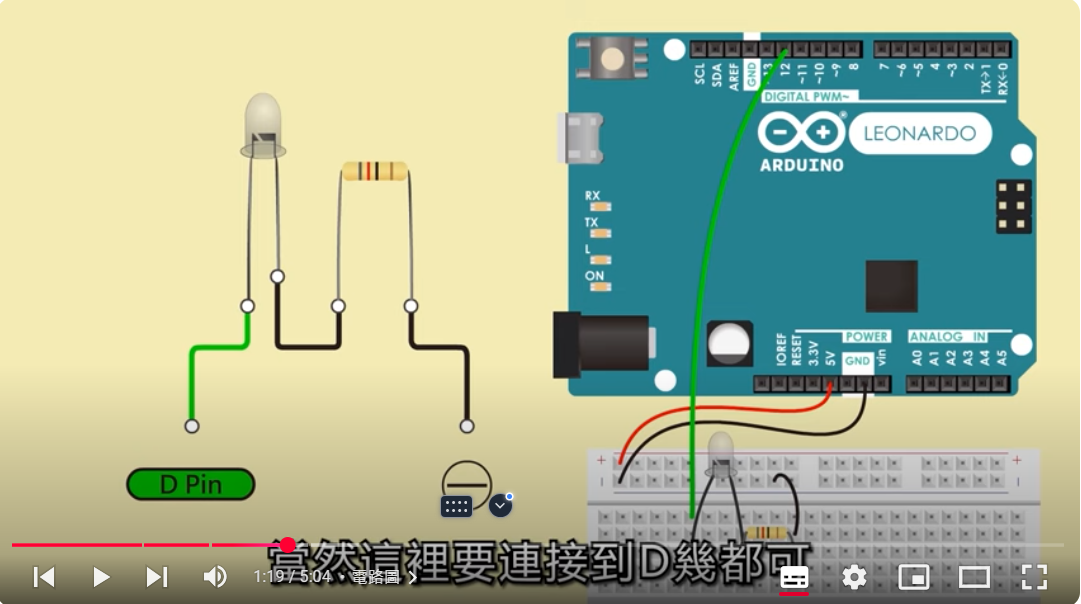 SCL
SDA
AREF
GND
13
12
~11
~10
~9
8
7
~6
~5
4
~3
2
TX→1
RX←0
DIGITAL PWM~
LEONARDO
ARDUINO
RX
TX
L
ON
IOREF
RESET
3.3V
5V
GND
vin
POWER
ANALOG IN
A0
A1
A2
A3
A4
A5
D Pin
當然這裡要連接到D幾都可
1:19 / 5:04 • 電路圖